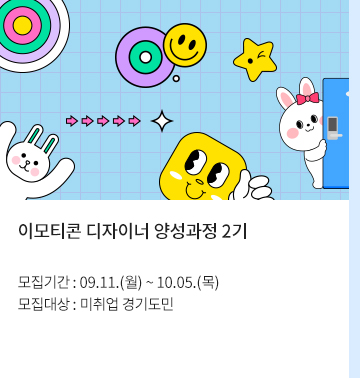 이모티콘 디자이너 양성과정 2기
모집기간 : 09.11.(월) ~ 10.05.(목)
모집대상 : 미취업 경기도민